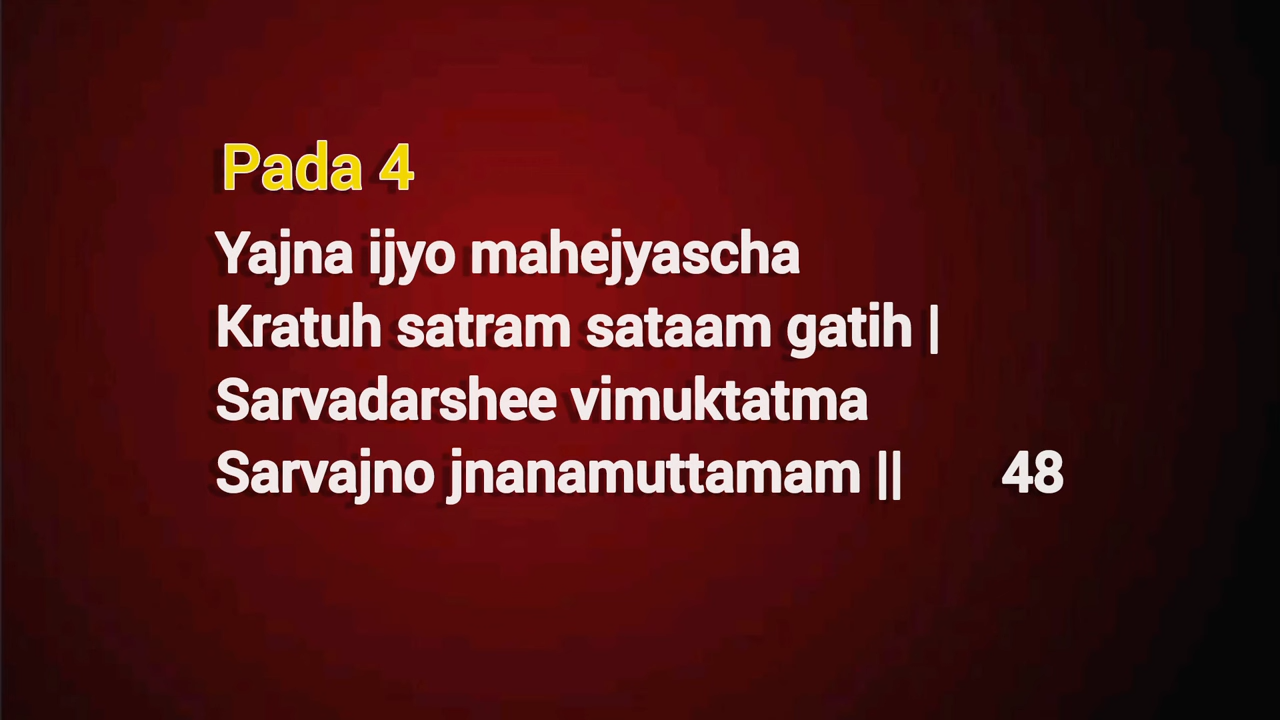 Pada 4
Yajna ijyo mahejyascha
Kratuh satram sataam gatih |
Sarvadarshee vimuktatma
Sarvajno jnanamuttamam || 48